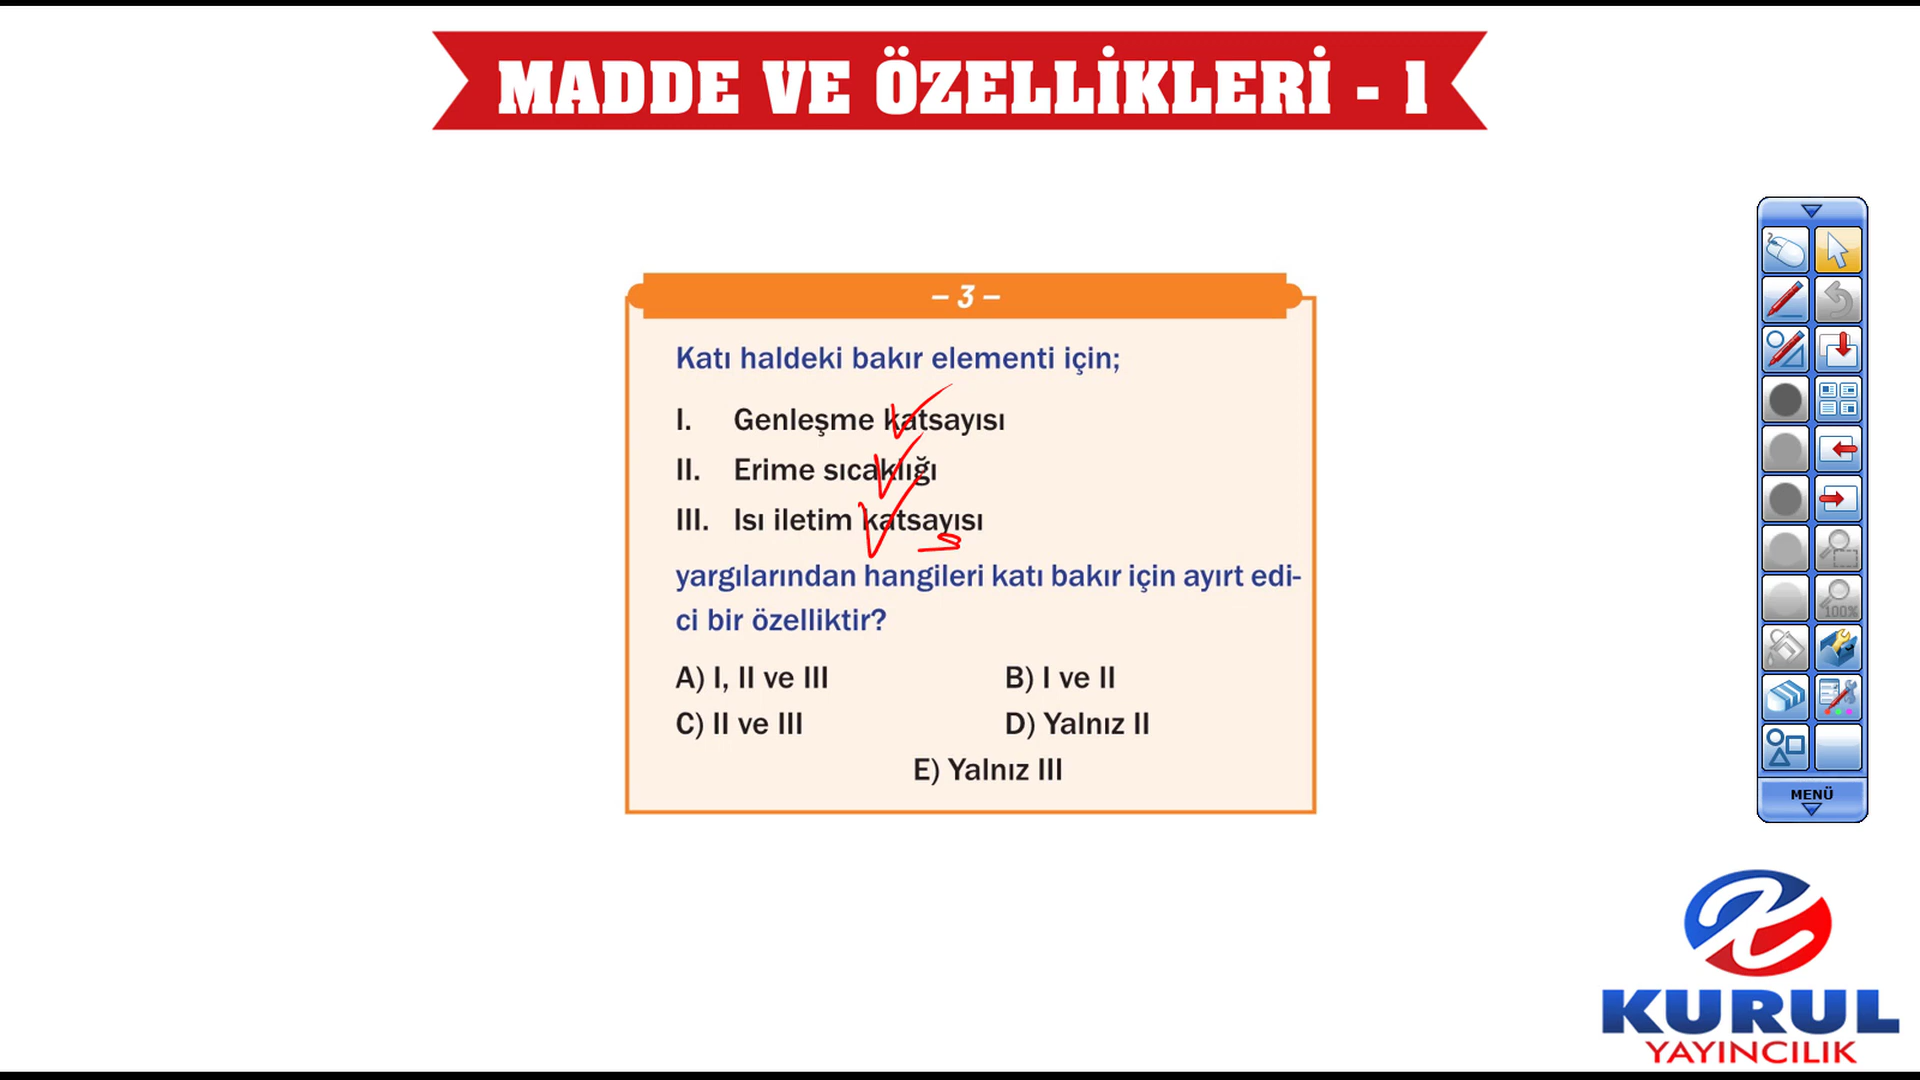 MADDE VE ÖZELLİKLERİ - 1
– 3 –
Katı haldeki bakır elementi için;
I. Genleşme katsayısı
II. Erime sıcaklığı
III. Isı iletim katsayısı
yargılarından hangileri katı bakır için ayırt edi-
ci bir özelliktir?
A) I, II ve III B) I ve II
C) II ve III D) Yalnız II
E) Yalnız III
100%
MENÜ
KURUL
YAYINCILIK